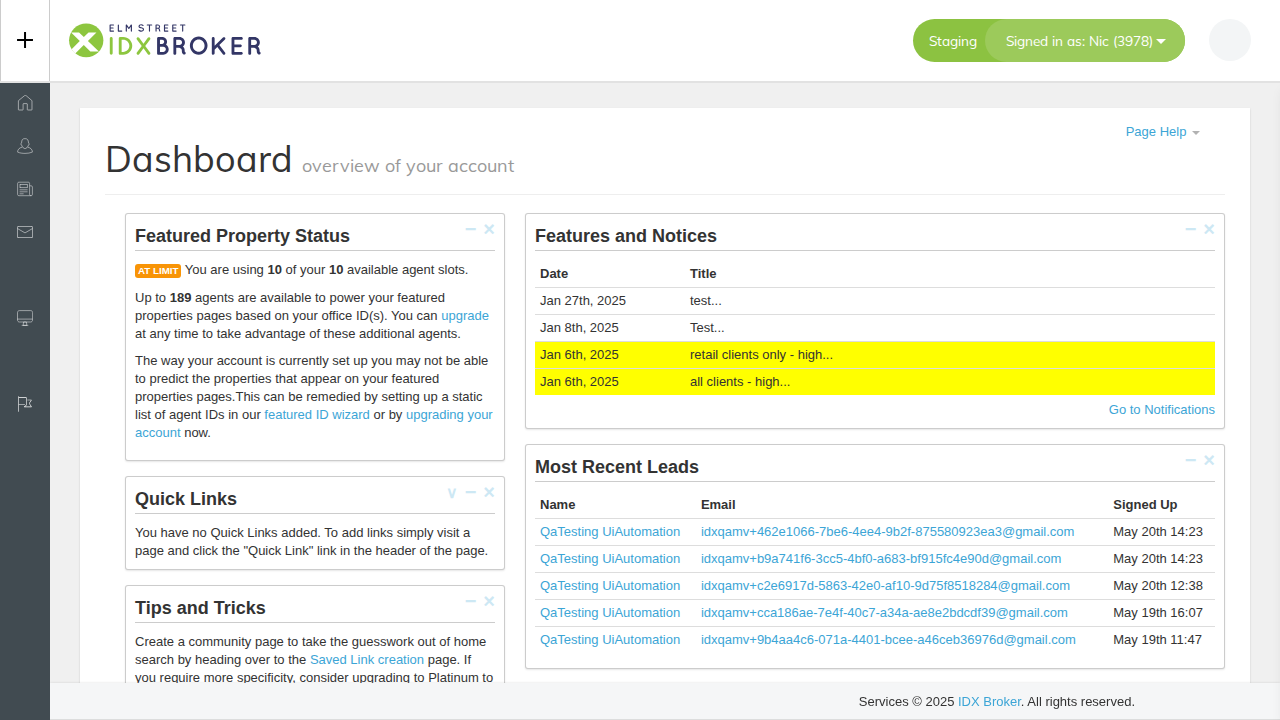 ELM STREET
IDXBROKER
Staging
Signed in as: Nic (3978)
Page Help
Dashboard overview of your account
Featured Property Status
AT LIMIT You are using 10 of your 10 available agent slots.
Up to 189 agents are available to power your featured
properties pages based on your office ID(s). You can upgrade
at any time to take advantage of these additional agents.
The way your account is currently set up you may not be able
to predict the properties that appear on your featured
properties pages.This can be remedied by setting up a static
list of agent IDs in our featured ID wizard or by upgrading your
account now.
Quick Links
You have no Quick Links added. To add links simply visit a
page and click the "Quick Link" link in the header of the page.
Tips and Tricks
Create a community page to take the guesswork out of home
search by heading over to the Saved Link creation page. If
you require more specificity, consider upgrading to Platinum to
Features and Notices
Date Title
Jan 27th, 2025 test...
Jan 8th, 2025 Test...
Jan 6th, 2025 retail clients only - high...
Jan 6th, 2025 all clients - high...
Go to Notifications
Most Recent Leads
Name Email Signed Up
QaTesting UiAutomation idxqamv+462e1066-7be6-4ee4-9b2f-875580923ea3@gmail.com May 20th 14:23
QaTesting UiAutomation idxqamv+b9a741f6-3cc5-4bf0-a683-bf915fc4e90d@gmail.com May 20th 14:23
QaTesting UiAutomation idxqamv+c2e6917d-5863-42e0-af10-9d75f8518284@gmail.com May 20th 12:38
QaTesting UiAutomation idxqamv+cca186ae-7e4f-40c7-a34a-ae8e2bdcdf39@gmail.com May 19th 16:07
QaTesting UiAutomation idxqamv+9b4aa4c6-071a-4401-bcee-a46ceb36976d@gmail.com May 19th 11:47
Services © 2025 IDX Broker. All rights reserved.